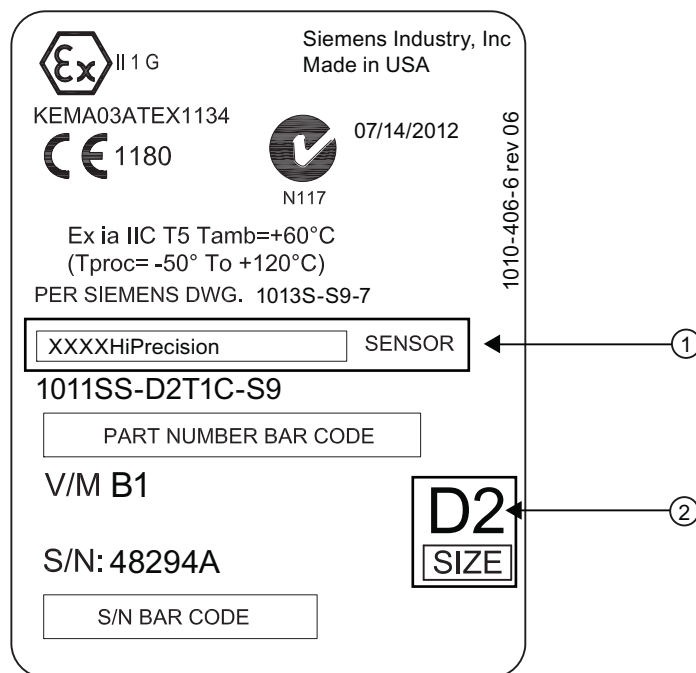 Ex II 1 G
Siemens Industry, Inc
Made in USA
KEMA03ATEX1134
CE 1180
07/14/2012
N117
1010-406-6 rev 06
Ex ia IIC T5 Tamb=+60°C
(Tproc= -50° To +120°C)
PER SIEMENS DWG. 1013S-S9-7
XXXXHiPrecision SENSOR
1
1011SS-D2T1C-S9
PART NUMBER BAR CODE
V/M B1
D2
2
SIZE
S/N: 48294A
S/N BAR CODE